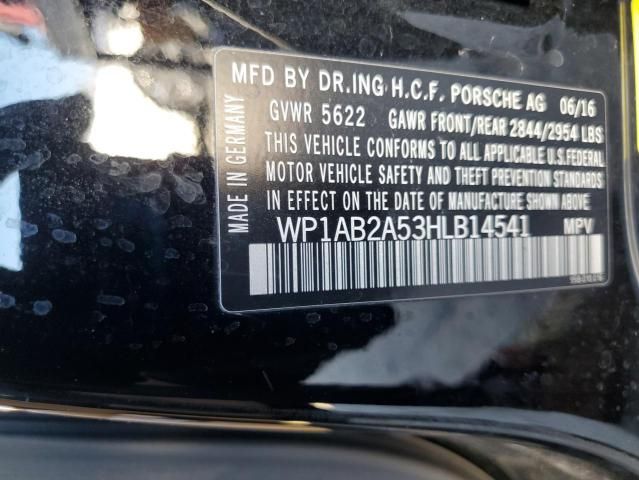 MFD BY DR.ING H.C.F. PORSCHE AG 06/16
GVWR 5622 GAWR FRONT/REAR 2844/2954 LBS
THIS VEHICLE CONFORMS TO ALL APPLICABLE U.S.FEDERAL
MOTOR VEHICLE SAFETY AND THEFT PREVENTION STANDARDS
IN EFFECT ON THE DATE OF MANUFACTURE SHOWN ABOVE.
WP1AB2A53HLB14541 MPV
MADE IN GERMANY